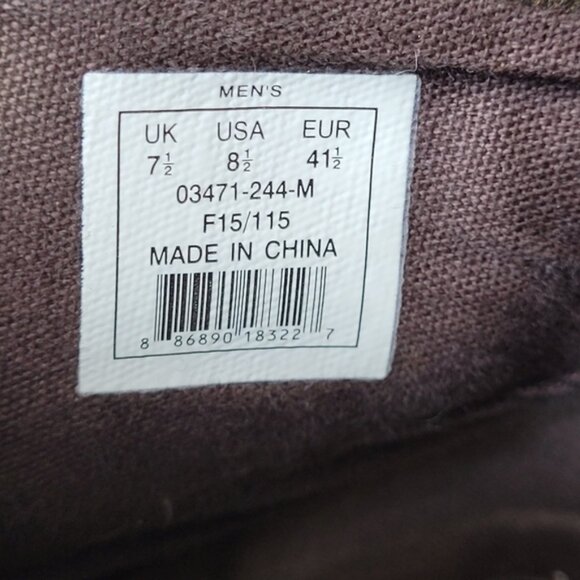 MEN'S
UK USA EUR
7½ 8½ 41½
03471-244-M
F15/115
MADE IN CHINA
8 86890 18322 7